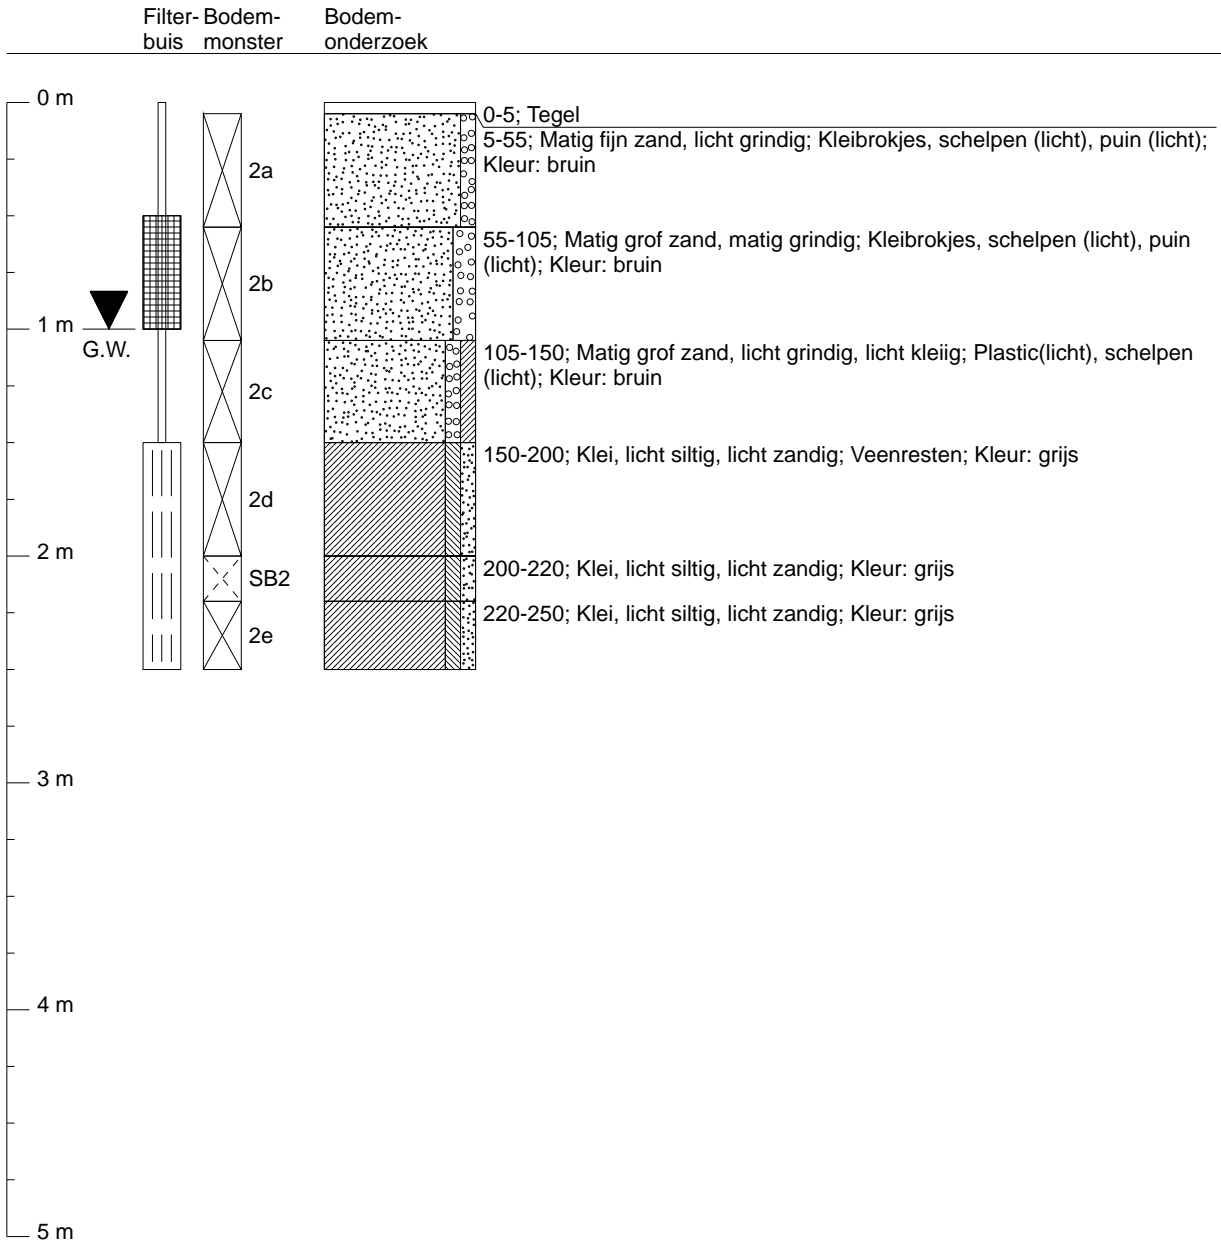 Filter- Bodem- Bodem-
buis monster onderzoek
0 m
0-5; Tegel
5-55; Matig fijn zand, licht grindig; Kleibrokjes, schelpen (licht), puin (licht);
Kleur: bruin
2a
55-105; Matig grof zand, matig grindig; Kleibrokjes, schelpen (licht), puin
(licht); Kleur: bruin
2b
1 m
G.W.
105-150; Matig grof zand, licht grindig, licht kleiig; Plastic(licht), schelpen
(licht); Kleur: bruin
2c
150-200; Klei, licht siltig, licht zandig; Veenresten; Kleur: grijs
2d
2 m
200-220; Klei, licht siltig, licht zandig; Kleur: grijs
SB2
220-250; Klei, licht siltig, licht zandig; Kleur: grijs
2e
3 m
4 m
5 m